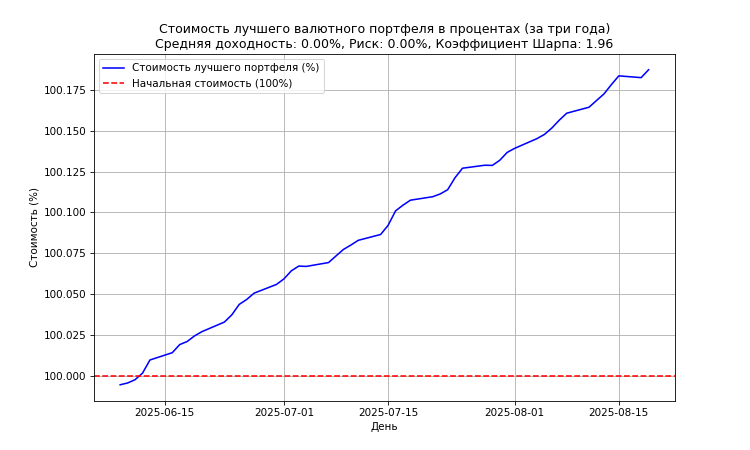 Стоимость лучшего валютного портфеля в процентах (за три года)
Средняя доходность: 0.00%, Риск: 0.00%, Коэффициент Шарпа: 1.96
Стоимость лучшего портфеля (%)
Начальная стоимость (100%)
Стоимость (%)
100.175
100.150
100.125
100.100
100.075
100.050
100.025
100.000
2025-06-15
2025-07-01
2025-07-15
2025-08-01
2025-08-15
День